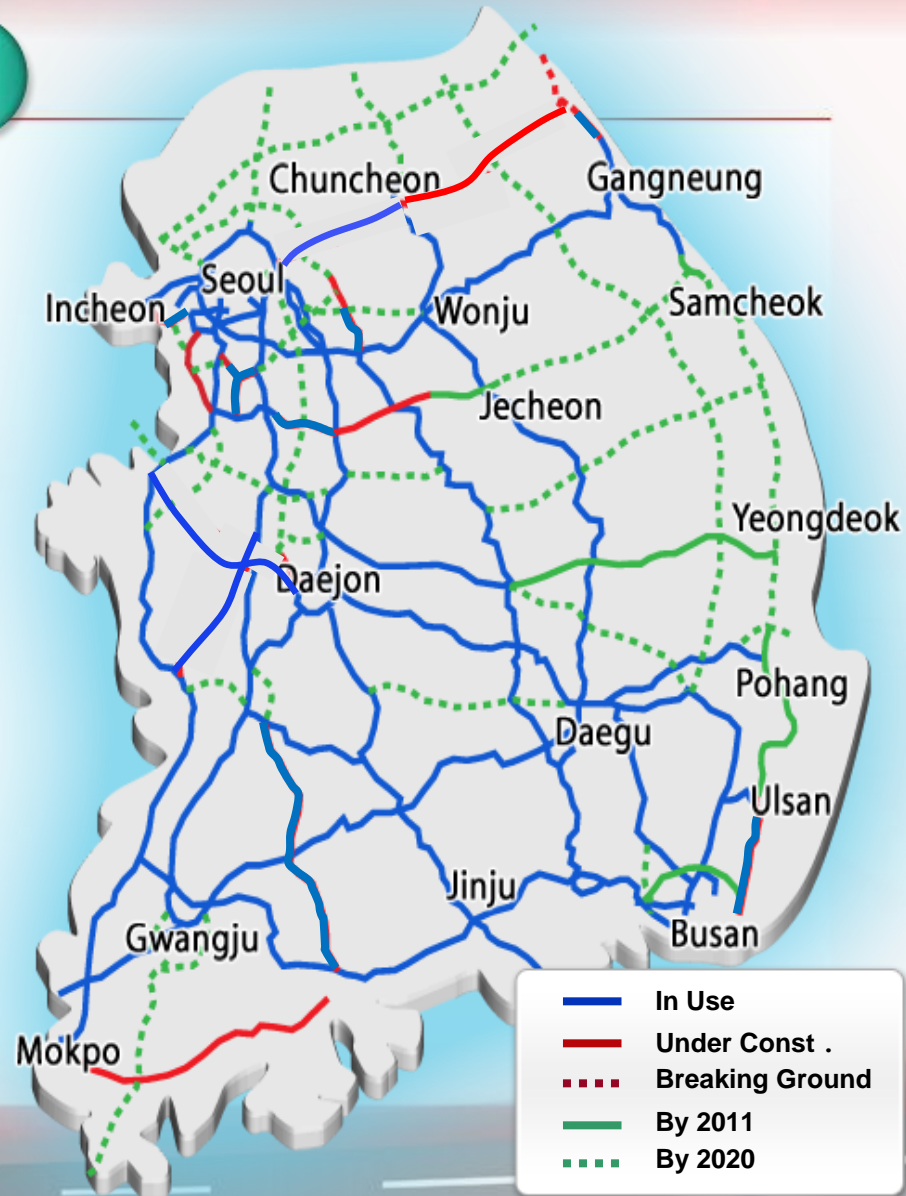 Chuncheon
Gangneung
Seoul
Incheon
Wonju
Samcheok
Jecheon
Yeongdeok
Daejon
Pohang
Daegu
Ulsan
Jinju
Gwangju
Busan
Mokpo
In Use
Under Const .
Breaking Ground
By 2011
By 2020